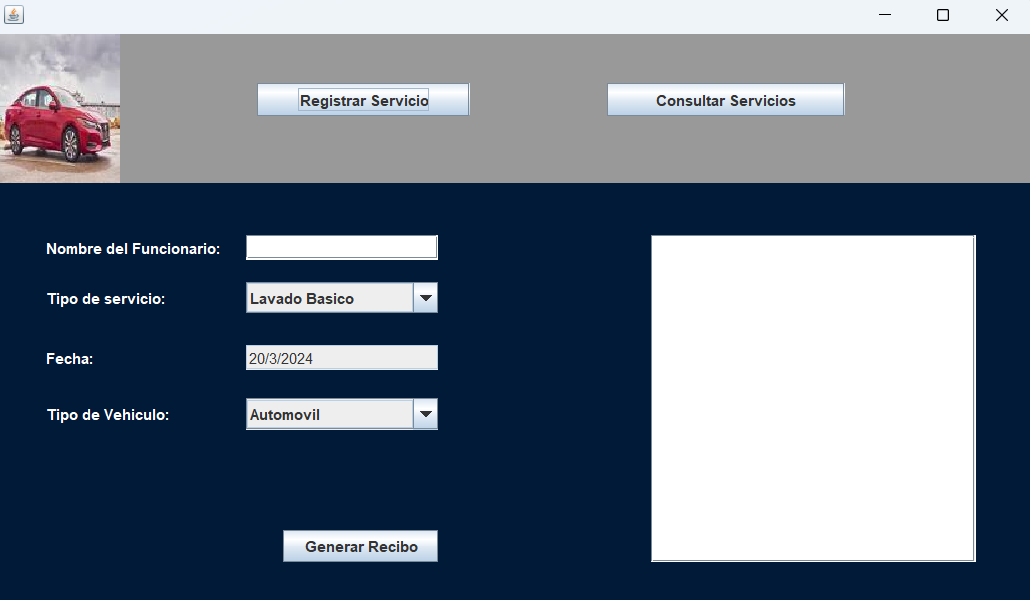 Registrar Servicio
Consultar Servicios
Nombre del Funcionario:
Tipo de servicio:
Lavado Basico
Fecha:
20/3/2024
Tipo de Vehiculo:
Automovil
Generar Recibo